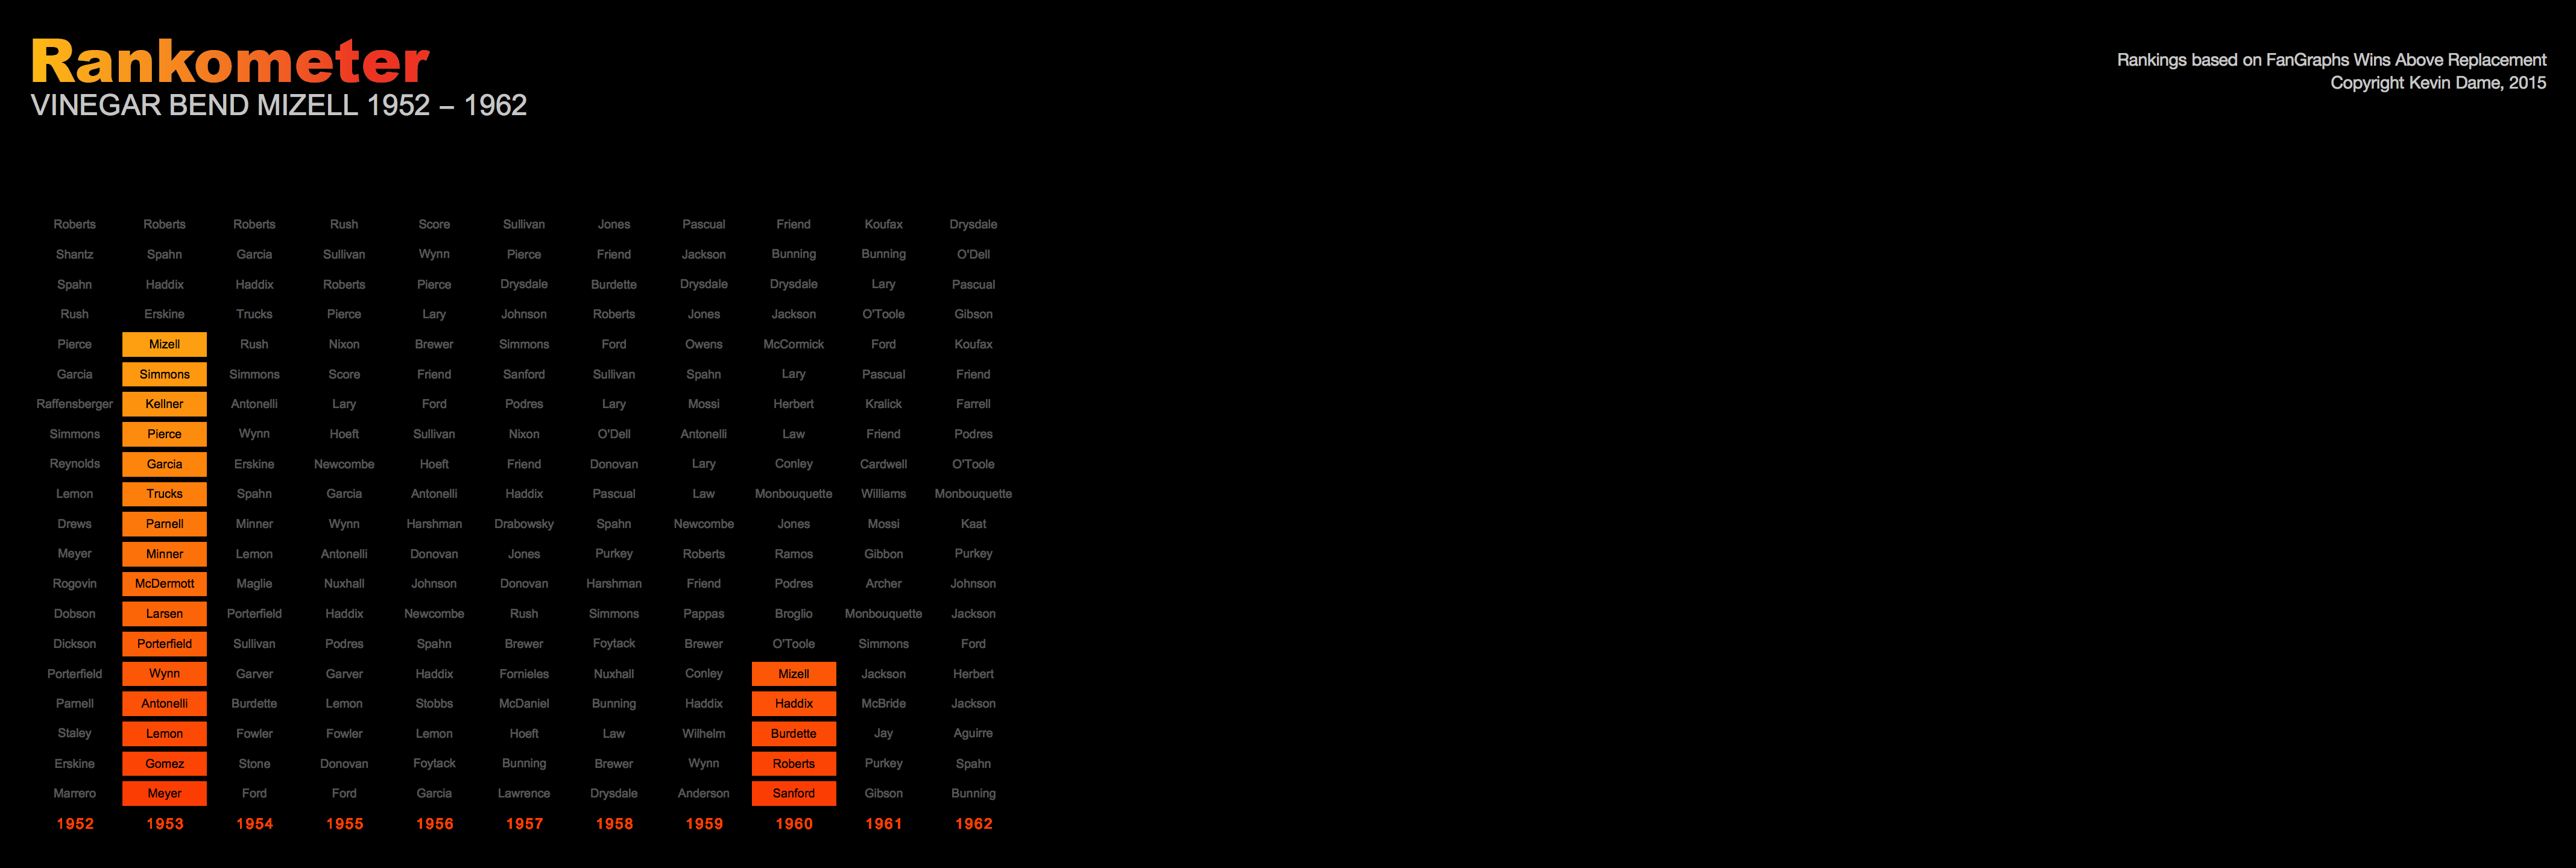 Rankometer
VINEGAR BEND MIZELL 1952 – 1962
Rankings based on FanGraphs Wins Above Replacement
Copyright Kevin Dame, 2015
Roberts Roberts Roberts Rush Score Sullivan Jones Pascual Friend Koufax Drysdale
Shantz Spahn Garcia Sullivan Wynn Pierce Friend Jackson Bunning Bunning O'Dell
Spahn Haddix Haddix Roberts Pierce Drysdale Burdette Drysdale Drysdale Lary Pascual
Rush Erskine Trucks Pierce Lary Johnson Roberts Jones Jackson O'Toole Gibson
Pierce Mizell Rush Nixon Brewer Simmons Ford Owens McCormick Ford Koufax
Garcia Simmons Simmons Score Friend Sanford Sullivan Spahn Lary Pascual Friend
Raffensberger Kellner Antonelli Lary Ford Podres Lary Mossi Herbert Kralick Farrell
Simmons Pierce Wynn Hoeft Sullivan Nixon O'Dell Antonelli Law Friend Podres
Reynolds Garcia Erskine Newcombe Hoeft Friend Donovan Lary Conley Cardwell O'Toole
Lemon Trucks Spahn Garcia Antonelli Haddix Pascual Law Monbouquette Williams Monbouquette
Drews Parnell Minner Wynn Harshman Drabowsky Spahn Newcombe Jones Mossi Kaat
Meyer Minner Lemon Antonelli Donovan Jones Purkey Roberts Ramos Gibbon Purkey
Rogovin McDermott Maglie Nuxhall Johnson Donovan Harshman Friend Podres Archer Johnson
Dobson Larsen Porterfield Haddix Newcombe Rush Simmons Pappas Broglio Monbouquette Jackson
Dickson Porterfield Sullivan Podres Spahn Brewer Foytack Brewer O'Toole Simmons Ford
Porterfield Wynn Garver Garver Haddix Fornieles Nuxhall Conley Mizell Jackson Herbert
Parnell Antonelli Burdette Lemon Stobbs McDaniel Bunning Haddix Haddix McBride Jackson
Staley Lemon Fowler Fowler Lemon Hoeft Law Wilhelm Burdette Jay Aguirre
Erskine Gomez Stone Donovan Foytack Bunning Brewer Wynn Roberts Purkey Spahn
Marrero Meyer Ford Ford Garcia Lawrence Drysdale Anderson Sanford Gibson Bunning
1952 1953 1954 1955 1956 1957 1958 1959 1960 1961 1962